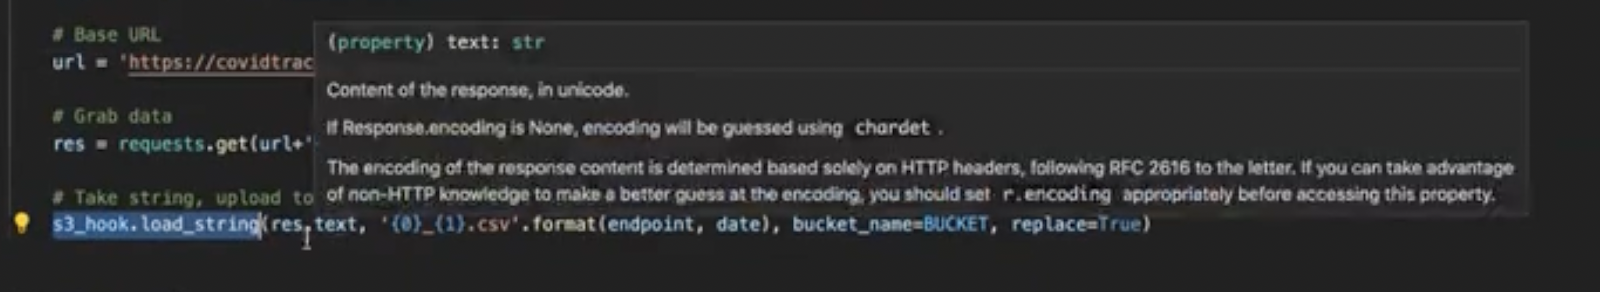 # Base URL
url = 'https://covidtrac
# Grab data
res = requests.get(url+'
# Take string, upload to
s3_hook.load_string(res.text, '{0}_{1}.csv'.format(endpoint, date), bucket_name=BUCKET, replace=True)
(property) text: str
Content of the response, in unicode.
If Response.encoding is None, encoding will be guessed using chardet .
The encoding of the response content is determined based solely on HTTP headers, following RFC 2616 to the letter. If you can take advantage
of non-HTTP knowledge to make a better guess at the encoding, you should set r.encoding appropriately before accessing this property.